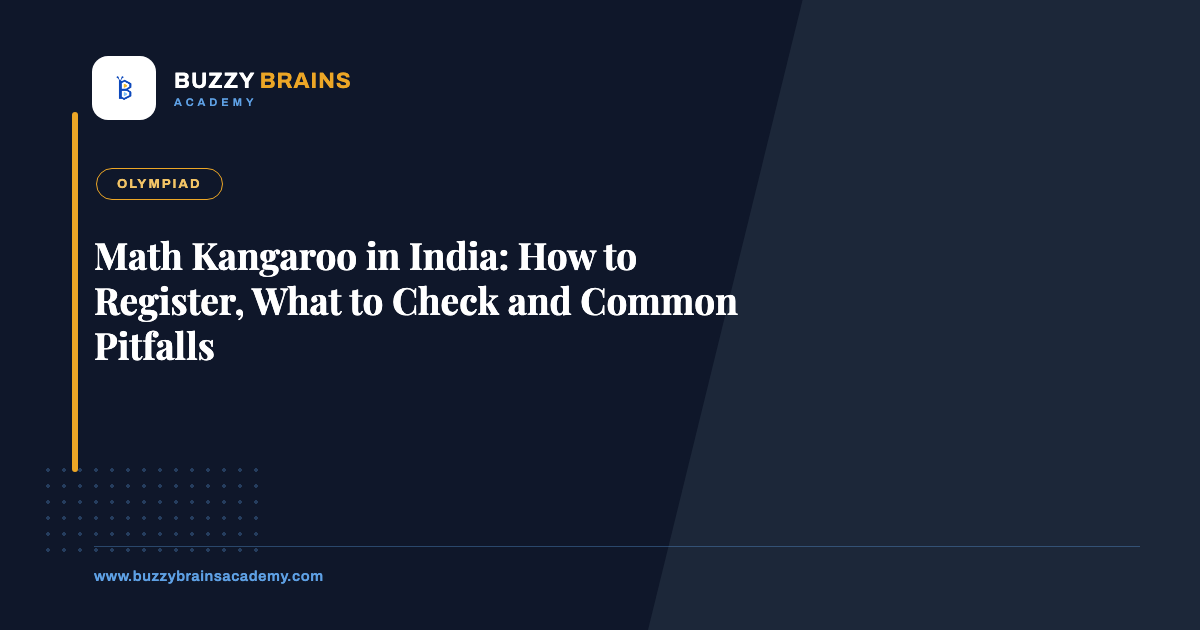 BUZZY BRAINS
ACADEMY
OLYMPIAD
Math Kangaroo in India: How to
Register, What to Check and Common
Pitfalls
www.buzzybrainsacademy.com